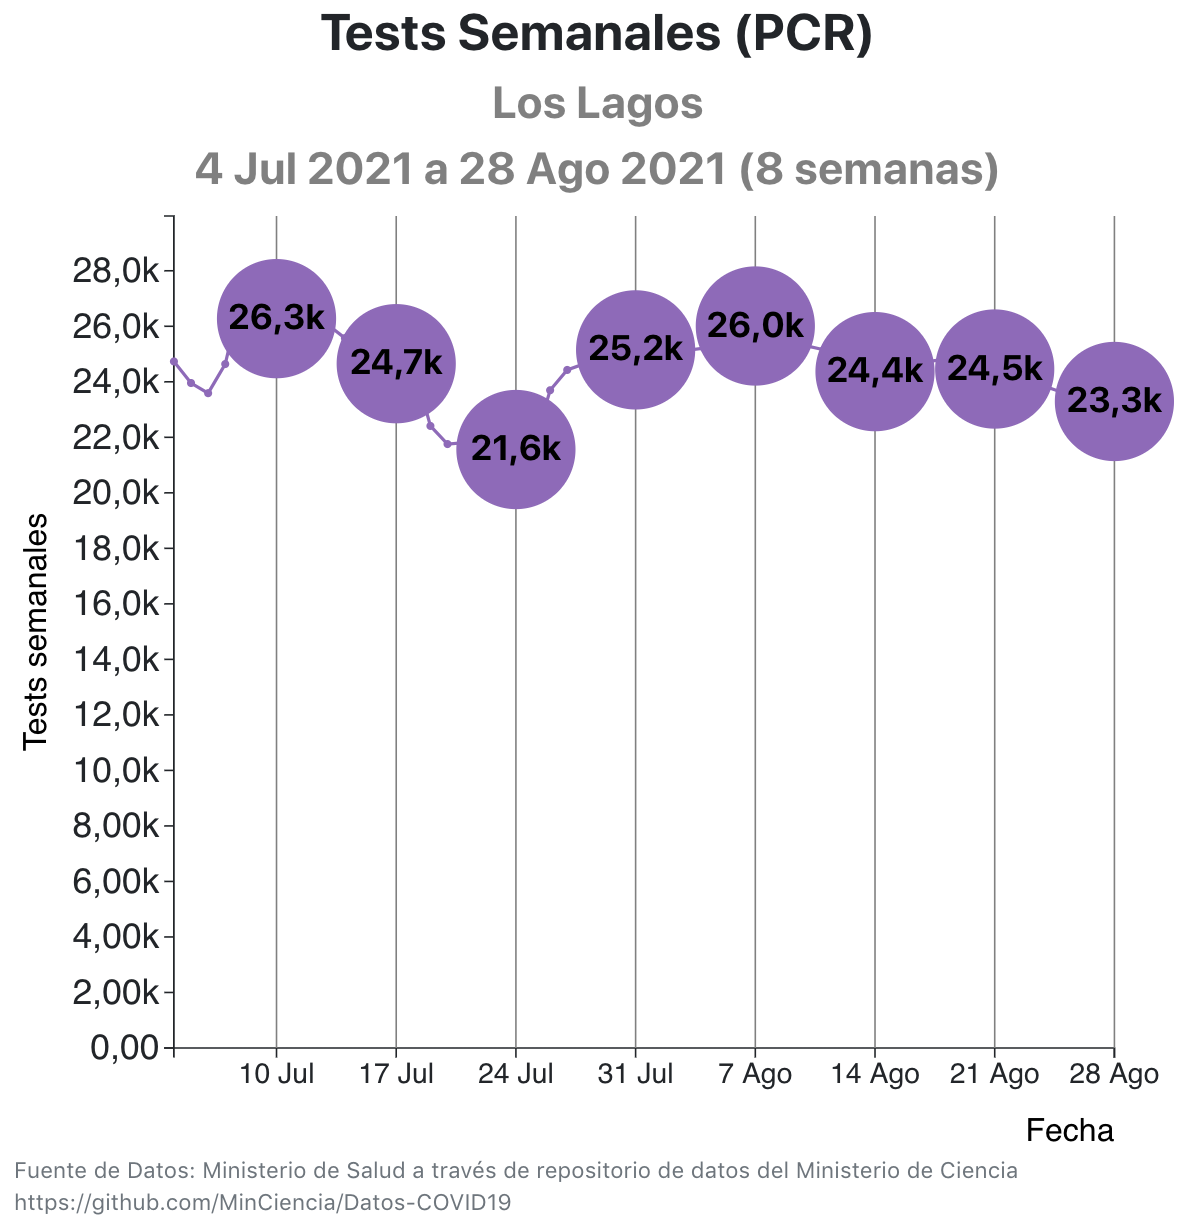 Tests Semanales (PCR)
Los Lagos
4 Jul 2021 a 28 Ago 2021 (8 semanas)
28,0k
26,0k
24,0k
22,0k
20,0k
18,0k
16,0k
14,0k
12,0k
10,0k
8,00k
6,00k
4,00k
2,00k
0,00
Tests semanales
26,3k
24,7k
21,6k
25,2k
26,0k
24,4k
24,5k
23,3k
10 Jul
17 Jul
24 Jul
31 Jul
7 Ago
14 Ago
21 Ago
28 Ago
Fecha
Fuente de Datos: Ministerio de Salud a través de repositorio de datos del Ministerio de Ciencia
https://github.com/MinCiencia/Datos-COVID19